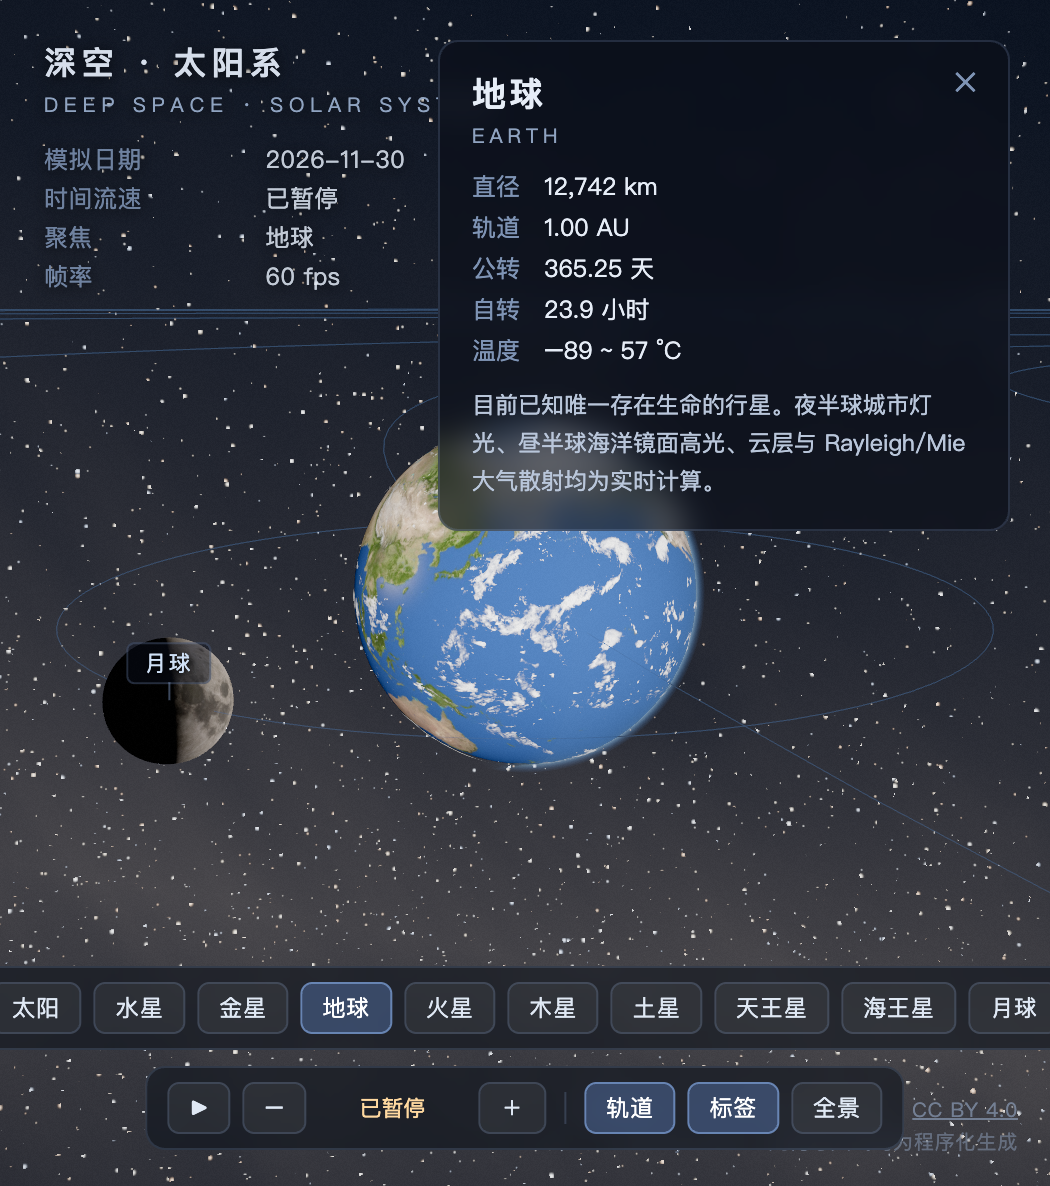 深空 · 太阳系
DEEP SPACE · SOLAR SYS
模拟日期 2026–11–30
时间流速 已暂停
聚焦 地球
帧率 60 fps
地球
EARTH
直径 12,742 km
轨道 1.00 AU
公转 365.25 天
自转 23.9 小时
温度 −89 ~ 57 °C
目前已知唯一存在生命的行星。夜半球城市灯
光、昼半球海洋镜面高光、云层与 Rayleigh/Mie
大气散射均为实时计算。
月球
太阳 水星 金星 地球 火星 木星 土星 天王星 海王星 月球
− 已暂停 + 轨道 标签 全景
CC BY 4.0
为程序化生成